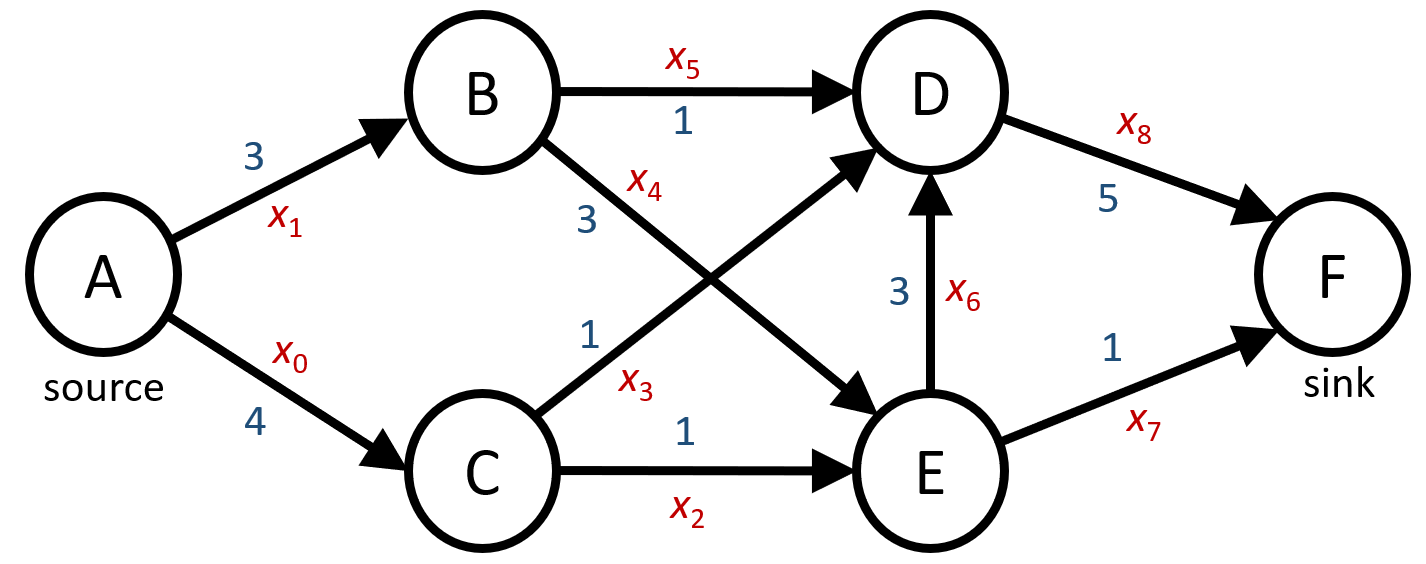 B
x₅
1
D
3
x₁
x₄
3
x₈
5
A
source
x₀
4
1
x₃
3
x₆
F
sink
C
1
x₂
E
1
x₇